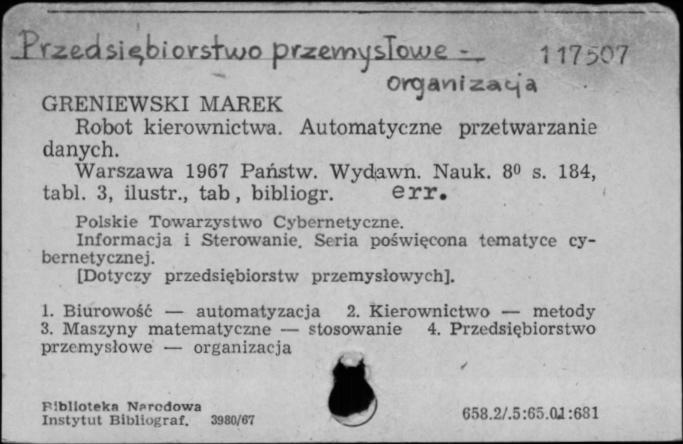 Przedsiębiorstwo przemysłowe - 117507
organizacja
GRENIEWSKI MAREK
Robot kierownictwa. Automatyczne przetwarzanie
danych.
Warszawa 1967 Państw. Wydawn. Nauk. 8⁰ s. 184,
tabl. 3, ilustr., tab, bibliogr. err.
Polskie Towarzystwo Cybernetyczne.
Informacja i Sterowanie. Seria poświęcona tematyce cy-
bernetycznej.
[Dotyczy przedsiębiorstw przemysłowych].
1. Biurowość — automatyzacja 2. Kierownictwo — metody
3. Maszyny matematyczne — stosowanie 4. Przedsiębiorstwo
przemysłowe — organizacja
Biblioteka Narodowa
Instytut Bibliograf. 3980/67 658.2/.5:65.01:681